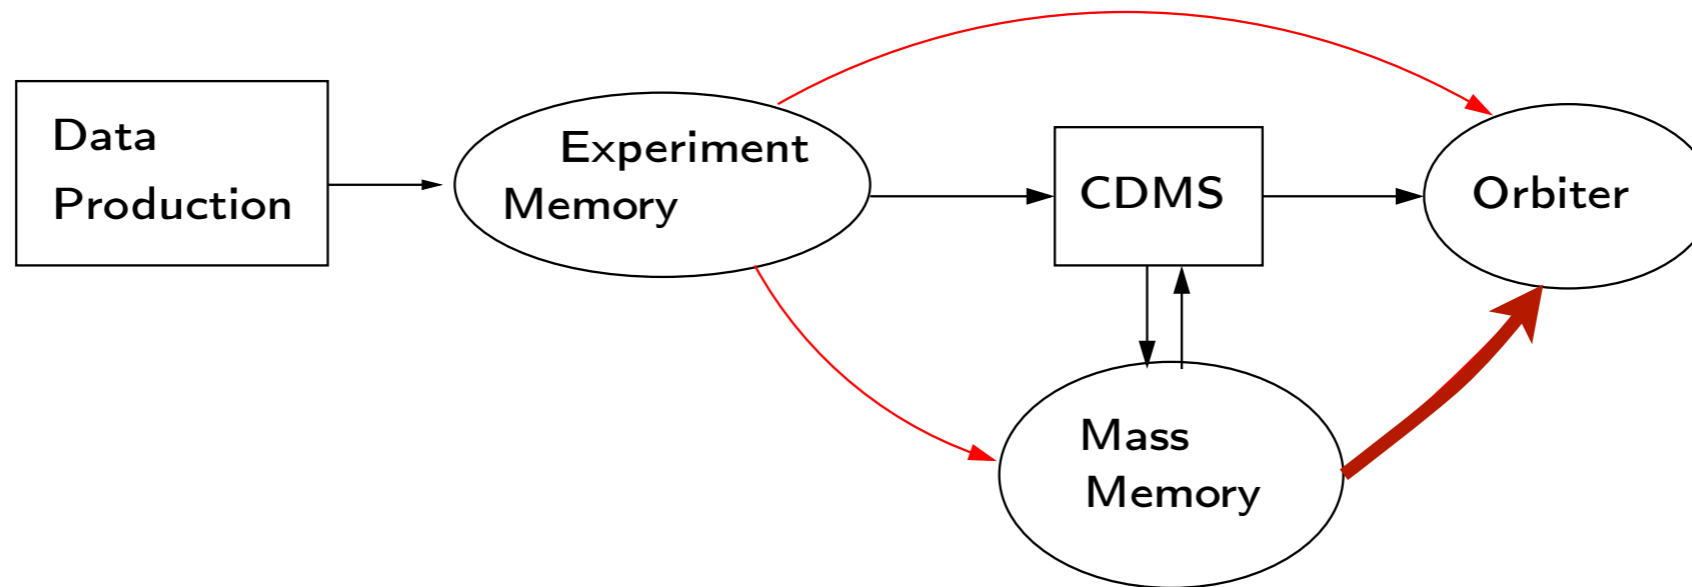 Data
Production
Experiment
Memory
CDMS
Orbiter
Mass
Memory